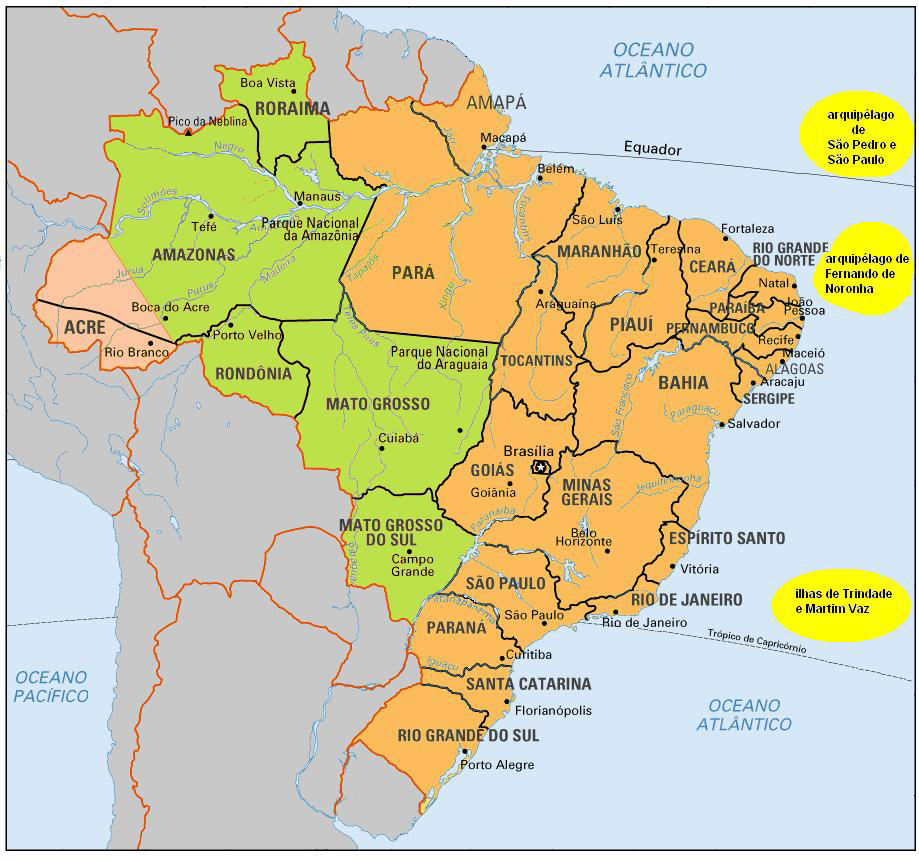 OCEANO
ATLÂNTICO
Boa Vista
RORAIMA
AMAPÁ
arquipélago
de
São Pedro e
São Paulo
Pico da Neblina
Jari
Macapá
Equador
Negro
Belém
Solimões
Manaus
Tocantins
Tefé
Parque Nacional
da Amazônia
São Luís
Fortaleza
AMAZONAS
MARANHÃO
Teresina
CEARÁ
RIO GRANDE
DO NORTE
arquipélago de
Fernando de
Noronha
Juruá
Purus
Madeira
Tapajós
PARÁ
Xingu
Natal
João
Pessoa
Boca do Acre
Araguaína
PARAÍBA
ACRE
Porto Velho
Teles Pires
PIAUÍ
PERNAMBUCO
Recife
Rio Branco
Parque Nacional
do Araguaia
TOCANTINS
Maceió
ALAGOAS
RONDÔNIA
BAHIA
Aracaju
SERGIPE
MATO GROSSO
São Francisco
Paraguaçu
Salvador
Cuiabá
Brasília
GOIÁS
Goiânia
MINAS
GERAIS
Jequitinhonha
Paranaíba
MATO GROSSO
DO SUL
Belo
Horizonte
ESPÍRITO SANTO
Campo
Grande
Paraguai
Vitória
SÃO PAULO
RIO DE JANEIRO
ilhas de Trindade
e Martim Vaz
Paranapanema
São Paulo
Rio de Janeiro
PARANÁ
Trópico de Capricórnio
Curitiba
Iguaçu
OCEANO
PACÍFICO
SANTA CATARINA
Florianópolis
OCEANO
ATLÂNTICO
RIO GRANDE DO SUL
Porto Alegre